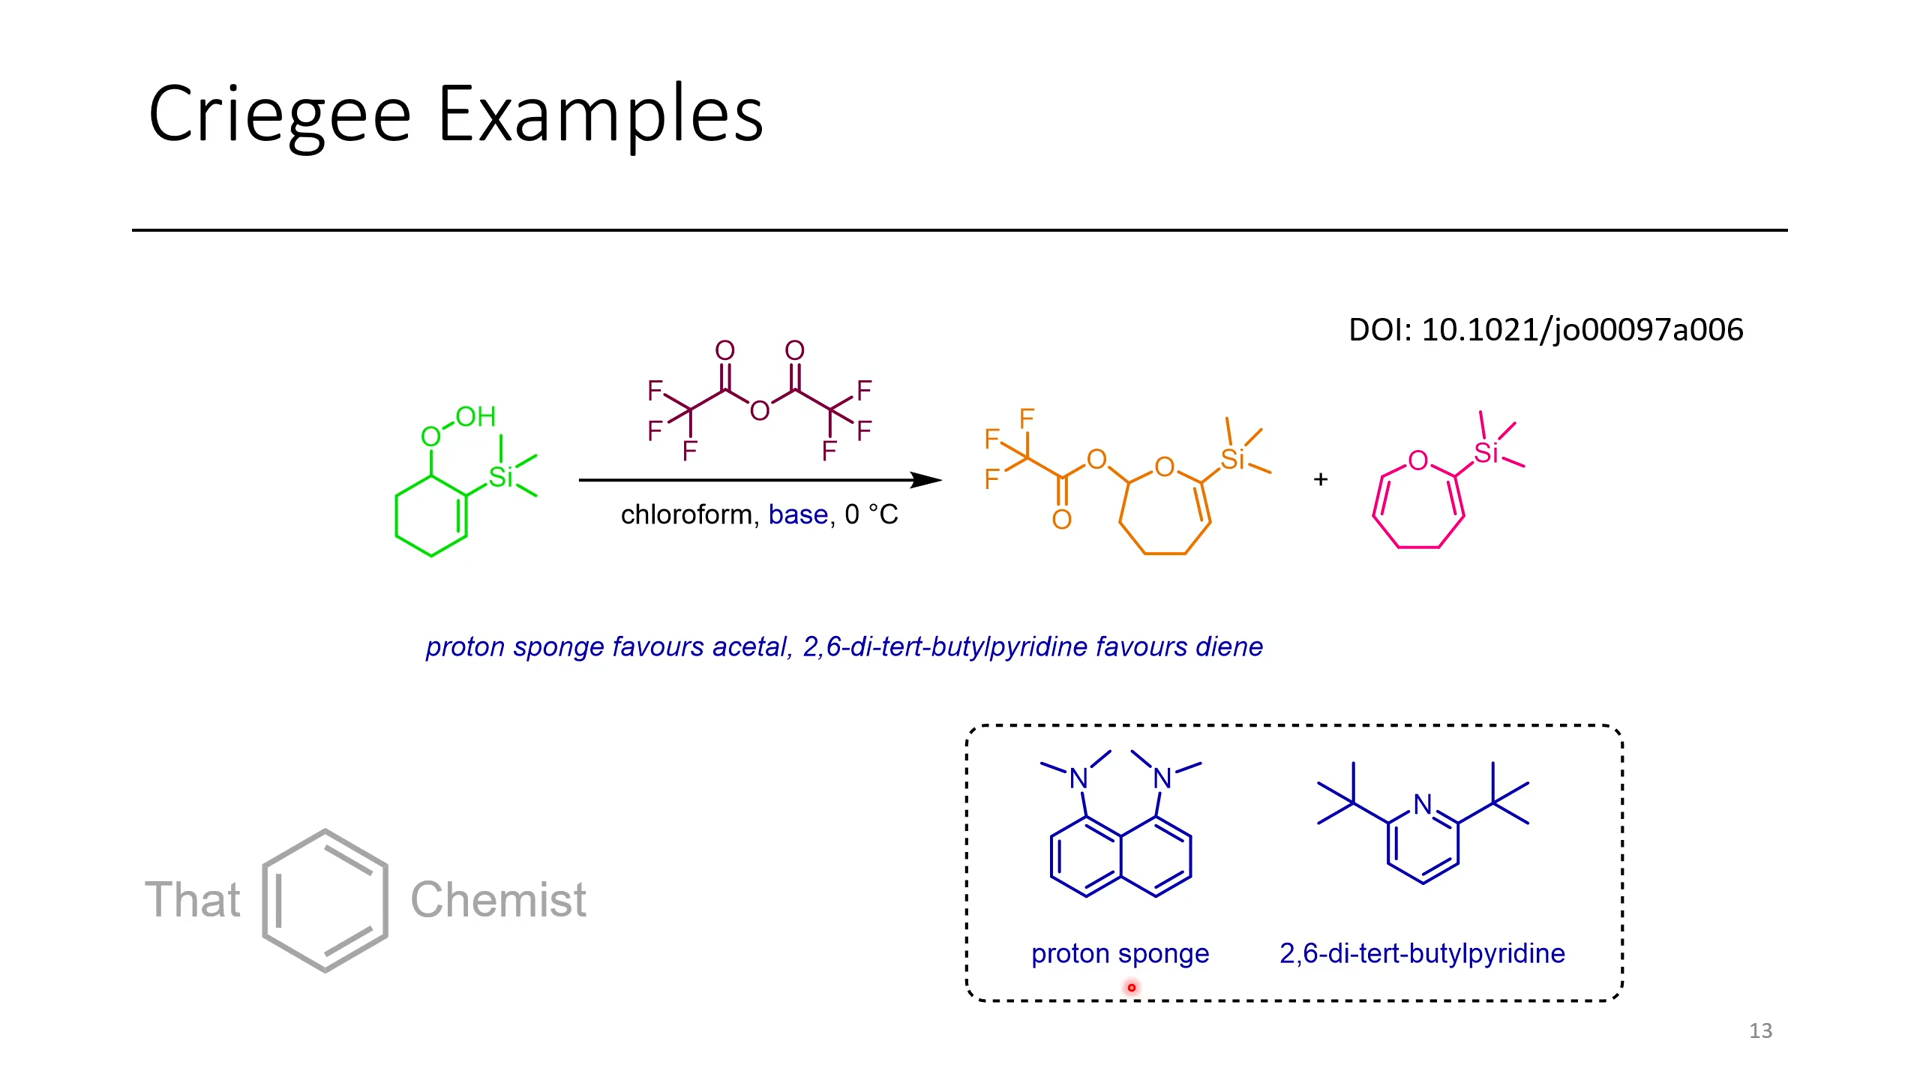 Criegee Examples
DOI: 10.1021/jo00097a006
O O
F F
O
F F
F F
OH
O
Si
chloroform, base, 0 °C
F
F
F
O
O
O
Si
+
O
Si
proton sponge favours acetal, 2,6-di-tert-butylpyridine favours diene
N N
N
proton sponge
2,6-di-tert-butylpyridine
That Chemist
13